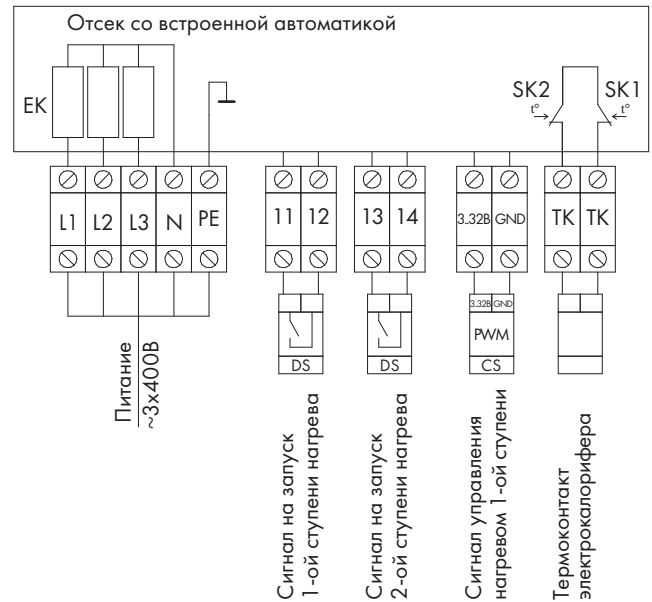 Отсек со встроенной автоматикой
EK
SK2
SK1
t°
t°
L1 L2 L3 N PE
11 12
13 14
3..32В GND
TK TK
3..32В GND
PWM
DS
DS
CS
Питание
~3x400В
Сигнал на запуск
1-ой ступени нагрева
Сигнал на запуск
2-ой ступени нагрева
Сигнал управления
нагревом 1-ой ступени
Термоконтакт
электрокалорифера